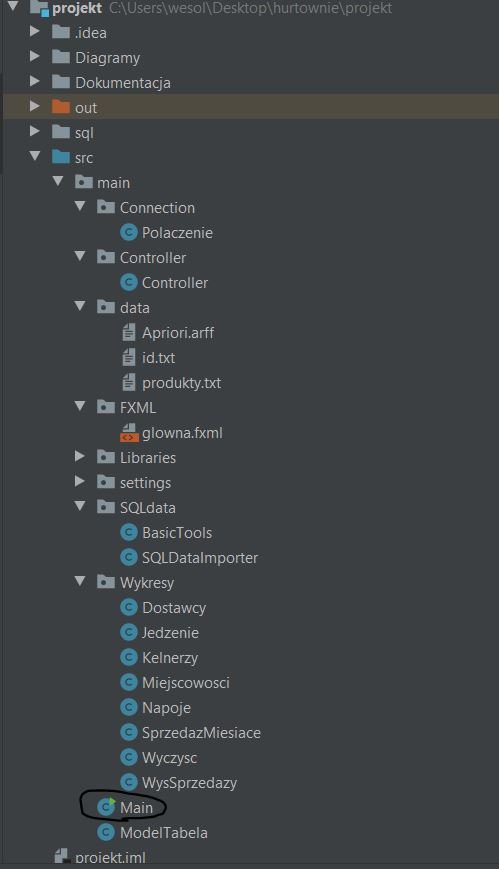 projekt C:\Users\wesol\Desktop\hurtownie\projekt
.idea
Diagramy
Dokumentacja
out
sql
src
main
Connection
Polaczenie
Controller
Controller
data
Apriori.arff
id.txt
produkty.txt
FXML
glowna.fxml
Libraries
settings
SQLdata
BasicTools
SQLDataImporter
Wykresy
Dostawcy
Jedzenie
Kelnerzy
Miejscowosci
Napoje
SprzedazMiesiace
Wyczysc
WysSprzedazy
Main
ModelTabela
projekt.iml